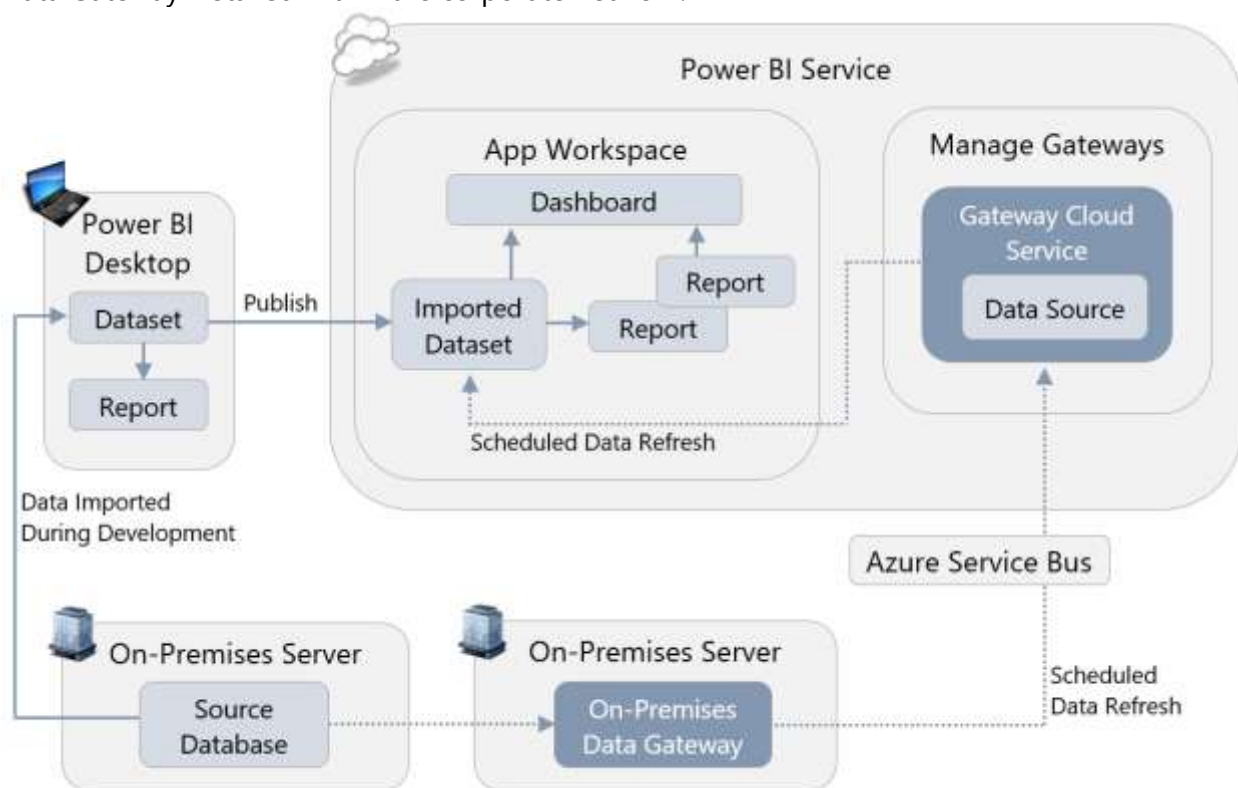 Power BI Service
App Workspace
Manage Gateways
Dashboard
Gateway Cloud
Service
Data Source
Power BI
Desktop
Dataset
Report
Publish
Imported
Dataset
Report
Report
Scheduled Data Refresh
Data Imported
During Development
Azure Service Bus
On-Premises Server
Source
Database
On-Premises Server
On-Premises
Data Gateway
Scheduled
Data Refresh